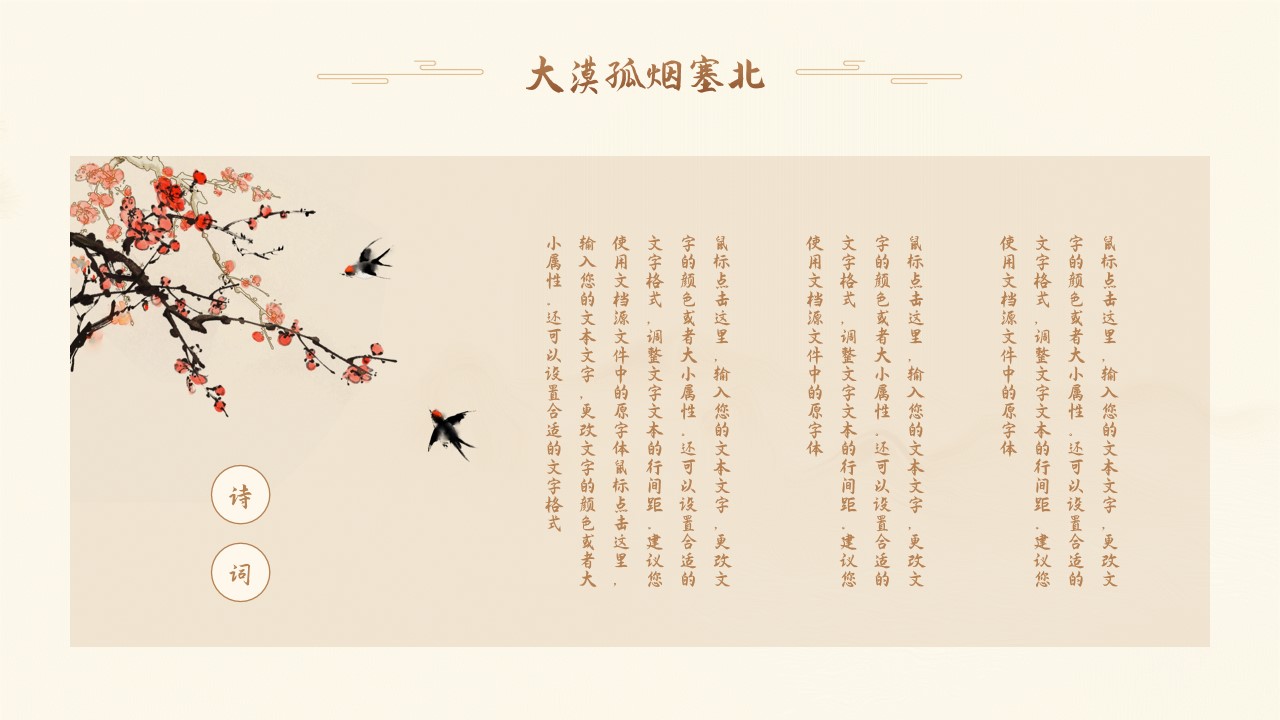 大漠孤烟塞北
鼠标点击这里，输入您的文本文字，更改文
字的颜色或者大小属性。还可以设置合适的
文字格式，调整文字文本的行间距。建议您
使用文档源文件中的原字体
鼠标点击这里，输入您的文本文字，更改文
字的颜色或者大小属性。还可以设置合适的
文字格式，调整文字文本的行间距。建议您
使用文档源文件中的原字体
鼠标点击这里，输入您的文本文字，更改文
字的颜色或者大小属性。还可以设置合适的
文字格式，调整文字文本的行间距。建议您
使用文档源文件中的原字体鼠标点击这里，
输入您的文本文字，更改文字的颜色或者大
小属性。还可以设置合适的文字格式
诗
词